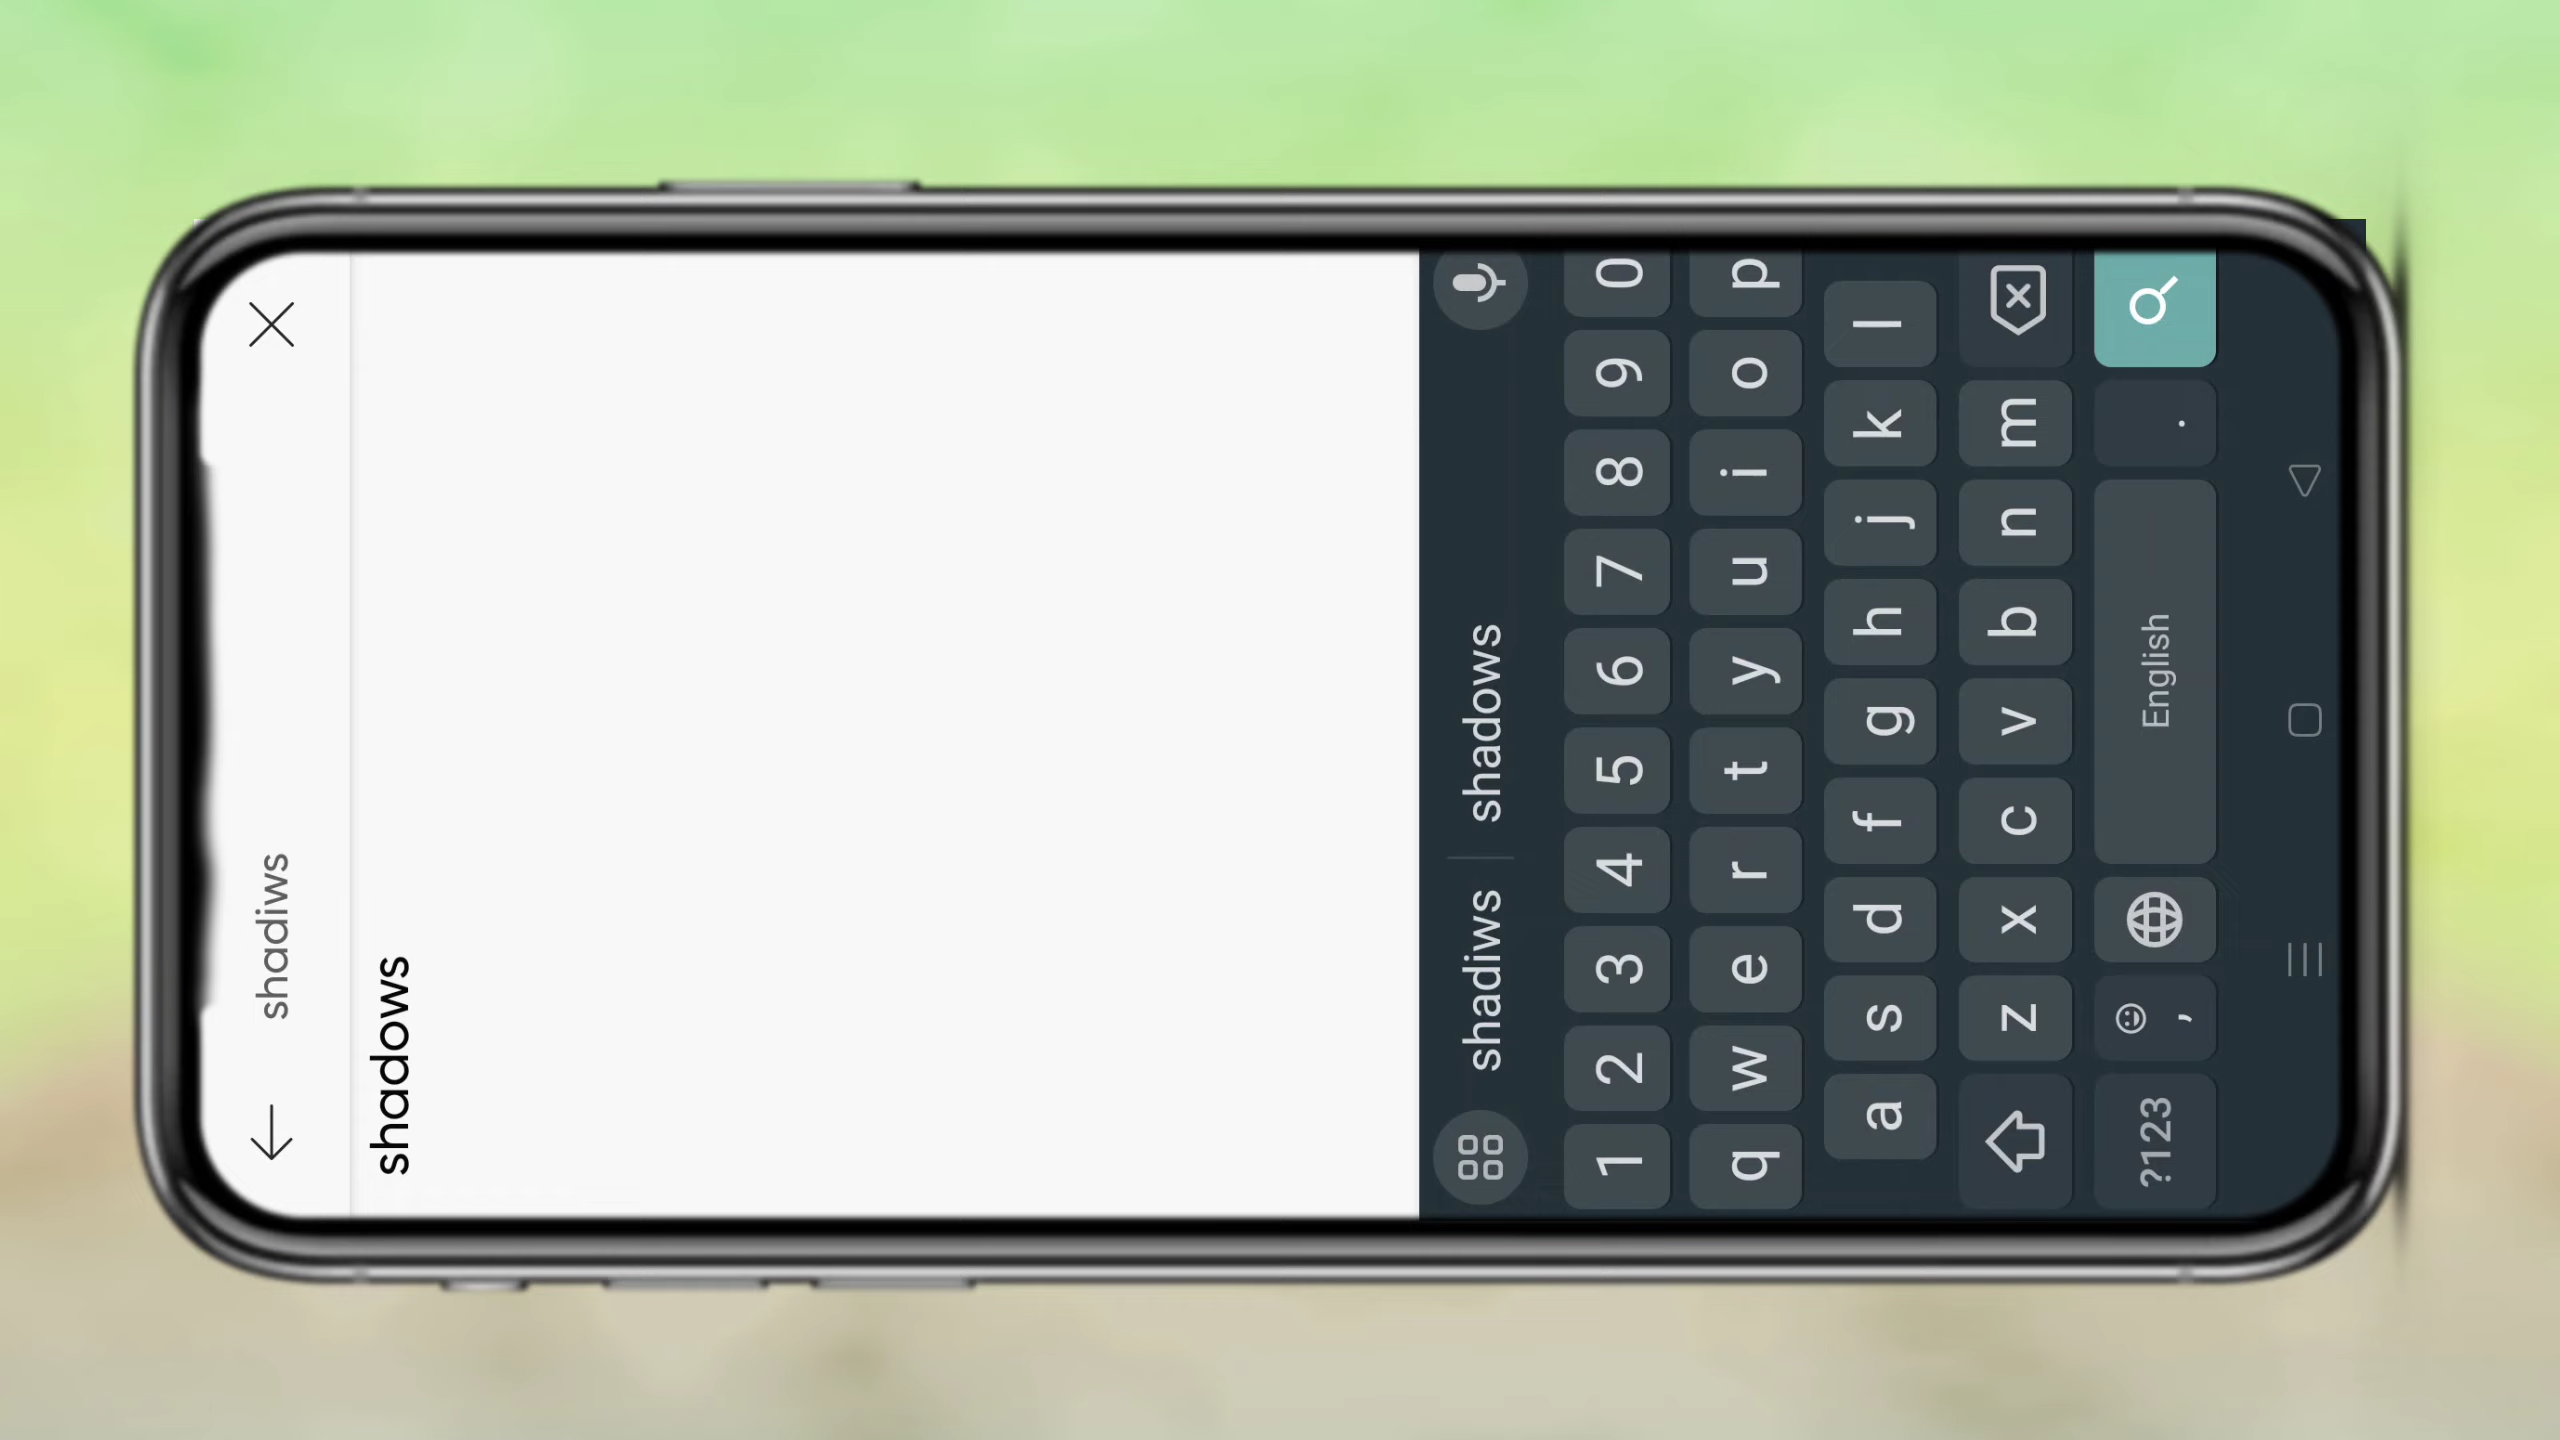 shadiws
shadows
shadiws shadows
1 2 3 4 5 6 7 8 9 0
q w e r t y u i o p
a s d f g h j k l
z x c v b n m
?123 , English .